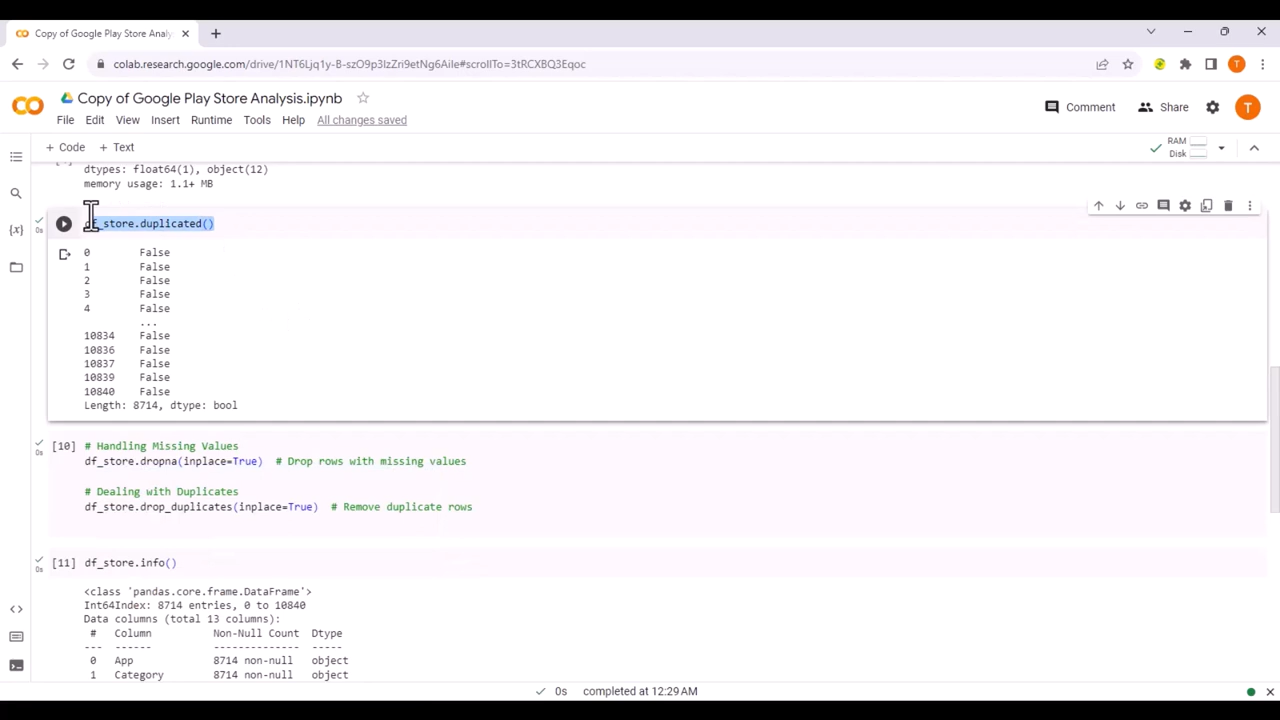 Copy of Google Play Store Analy
colab.research.google.com/drive/1NT6Ljq1y-B-szO9p3lzZri9etNg6AiIe#scrollTo=3tRCXBQ3Eqoc
T
Copy of Google Play Store Analysis.ipynb
Comment
Share
T
File Edit View Insert Runtime Tools Help All changes saved
+ Code + Text
RAM
Disk
dtypes: float64(1), object(12)
memory usage: 1.1+ MB
df_store.duplicated()
0s
0 False
1 False
2 False
3 False
4 False
...
10834 False
10836 False
10837 False
10839 False
10840 False
Length: 8714, dtype: bool
[10] # Handling Missing Values
0s
df_store.dropna(inplace=True) # Drop rows with missing values
# Dealing with Duplicates
df_store.drop_duplicates(inplace=True) # Remove duplicate rows
[11] df_store.info()
0s
<class 'pandas.core.frame.DataFrame'>
Int64Index: 8714 entries, 0 to 10840
Data columns (total 13 columns):
# Column Non-Null Count Dtype
--- ------ -------------- -----
0 App 8714 non-null object
1 Category 8714 non-null object
0s completed at 12:29 AM